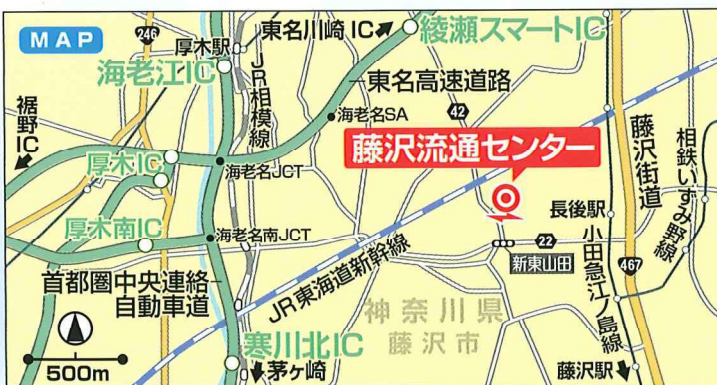 MAP
246
厚木駅
東名川崎IC
綾瀬スマートIC
海老江IC
JR相模線
東名高速道路
裾野IC
海老名SA
42
藤沢流通センター
藤沢街道
相鉄いずみ野線
厚木IC
海老名JCT
長後駅
厚木南IC
海老名南JCT
22
新東山田
小田急江ノ島線
467
首都圏中央連絡
自動車道
JR東海道新幹線
神奈川県
藤沢市
500m
寒川北IC
茅ヶ崎
藤沢駅